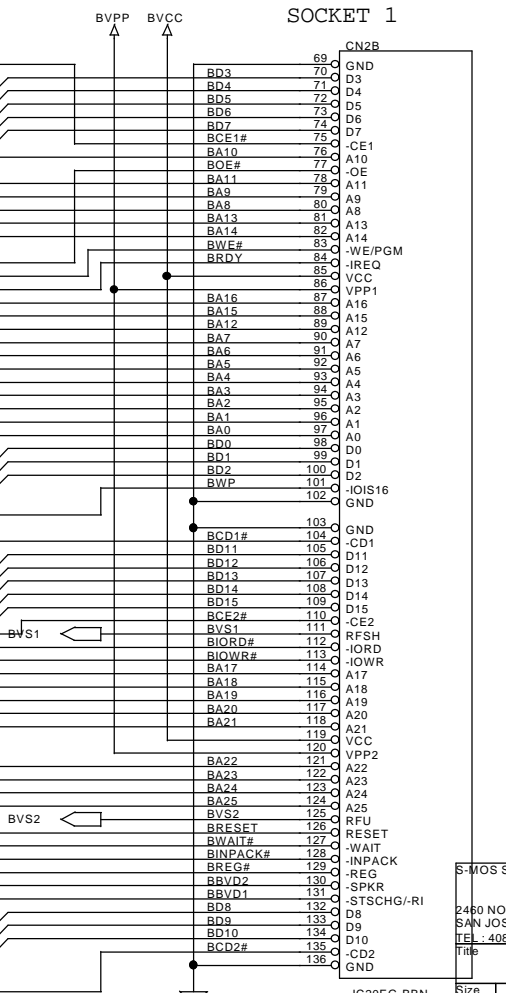 SOCKET 1
BVPP BVCC
CN2B
69 GND
BD3 70 D3
BD4 71 D4
BD5 72 D5
BD6 73 D6
BD7 74 D7
BCE1# 75 -CE1
BA10 76 A10
BOE# 77 -OE
BA11 78 A11
BA9 79 A9
BA8 80 A8
BA13 81 A13
BA14 82 A14
BWE# 83 -WE/PGM
BRDY 84 -IREQ
85 VCC
86 VPP1
BA16 87 A16
BA15 88 A15
BA12 89 A12
BA7 90 A7
BA6 91 A6
BA5 92 A5
BA4 93 A4
BA3 94 A3
BA2 95 A2
BA1 96 A1
BA0 97 A0
BD0 98 D0
BD1 99 D1
BD2 100 D2
BWP 101 -IOIS16
102 GND
103 GND
BCD1# 104 -CD1
BD11 105 D11
BD12 106 D12
BD13 107 D13
BD14 108 D14
BD15 109 D15
BCE2# 110 -CE2
BVS1 BVS1 111 RFSH
BIORD# 112 -IORD
BIOWR# 113 -IOWR
BA17 114 A17
BA18 115 A18
BA19 116 A19
BA20 117 A20
BA21 118 A21
119 VCC
120 VPP2
BA22 121 A22
BA23 122 A23
BA24 123 A24
BA25 124 A25
BVS2 BVS2 125 RFU
BRESET 126 RESET
BWAIT# 127 -WAIT
BINPACK# 128 -INPACK
BREG# 129 -REG
BBVD2 130 -SPKR
BBVD1 131 -STSCHG/-RI
BD8 132 D8
BD9 133 D9
BD10 134 D10
BCD2# 135 -CD2
136 GND
S-MOS S
2460 NO
SAN JOS
TEL : 408
Title
Size